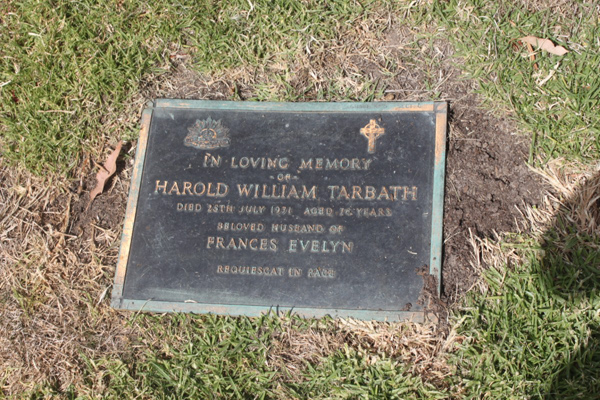 IN LOVING MEMORY
- OF -
HAROLD WILLIAM TARBATH
DIED 25TH JULY 1971 AGED 76 YEARS
BELOVED HUSBAND OF
FRANCES EVELYN
REQUIESCAT IN PACE